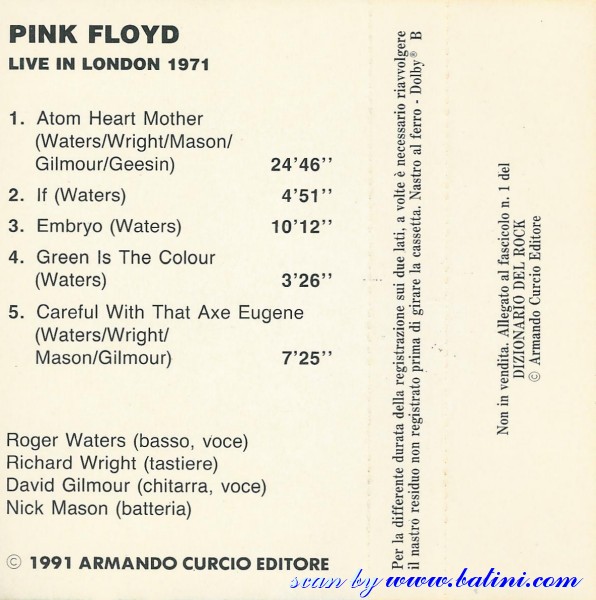 PINK FLOYD
LIVE IN LONDON 1971
1. Atom Heart Mother
(Waters/Wright/Mason/
Gilmour/Geesin) 24'46''
2. If (Waters) 4'51''
3. Embryo (Waters) 10'12''
4. Green Is The Colour
(Waters) 3'26''
5. Careful With That Axe Eugene
(Waters/Wright/
Mason/Gilmour) 7'25''
Roger Waters (basso, voce)
Richard Wright (tastiere)
David Gilmour (chitarra, voce)
Nick Mason (batteria)
© 1991 ARMANDO CURCIO EDITORE
Per la differente durata della registrazione sui due lati, a volte è necessario riavvolgere
il nastro residuo non registrato prima di girare la cassetta. Nastro al ferro - Dolby® B
Non in vendita. Allegato al fascicolo n. 1 del
DIZIONARIO DEL ROCK
© Armando Curcio Editore
scan by www.batini.com